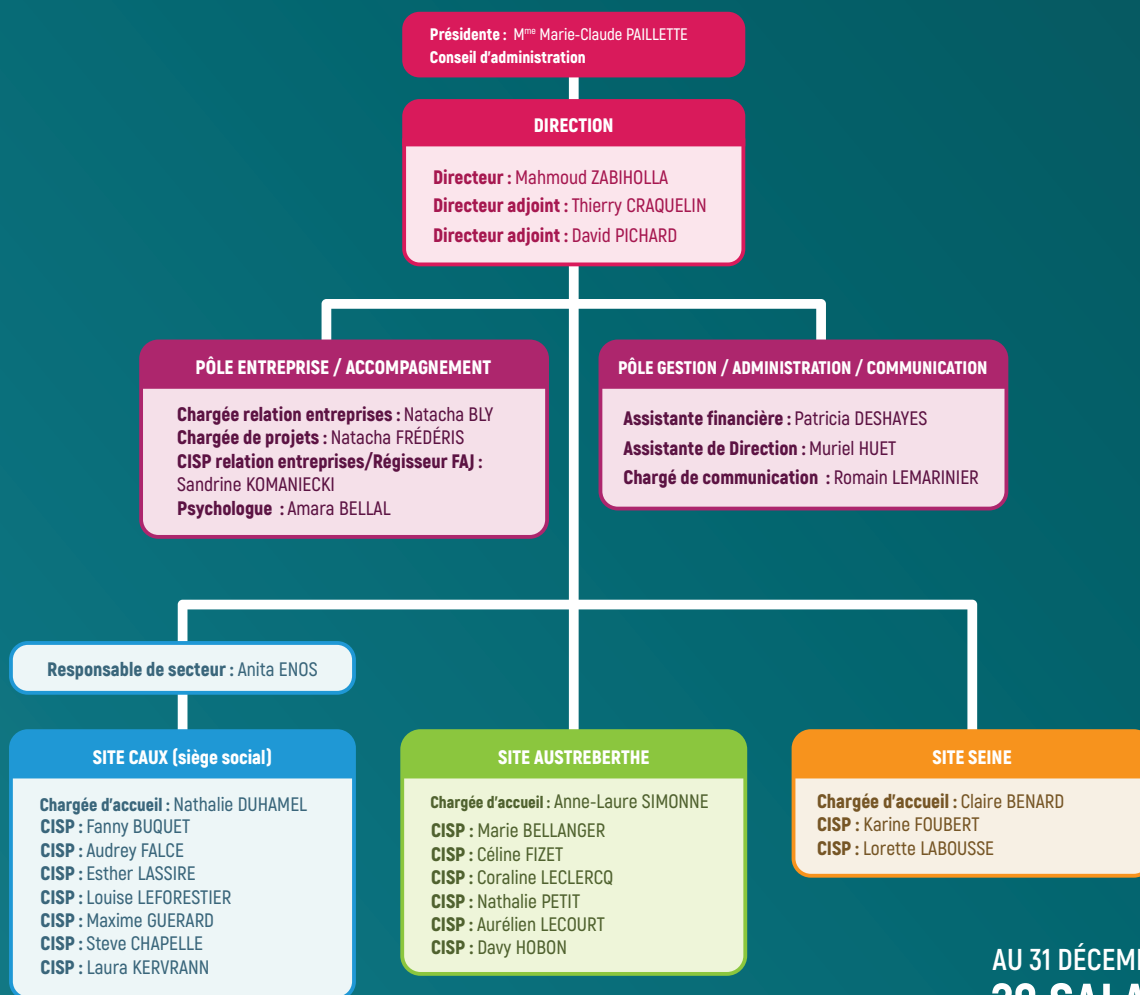 Présidente : Mme Marie-Claude PAILLETTE
Conseil d'administration
DIRECTION
Directeur : Mahmoud ZABIHOLLA
Directeur adjoint : Thierry CRAQUELIN
Directeur adjoint : David PICHARD
PÔLE ENTREPRISE / ACCOMPAGNEMENT
Chargée relation entreprises : Natacha BLY
Chargée de projets : Natacha FRÉDÉRIS
CISP relation entreprises/Régisseur FAJ :
Sandrine KOMANIECKI
Psychologue : Amara BELLAL
PÔLE GESTION / ADMINISTRATION / COMMUNICATION
Assistante financière : Patricia DESHAYES
Assistante de Direction : Muriel HUET
Chargé de communication : Romain LEMARINIER
Responsable de secteur : Anita ENOS
SITE CAUX (siège social)
Chargée d'accueil : Nathalie DUHAMEL
CISP : Fanny BUQUET
CISP : Audrey FALCE
CISP : Esther LASSIRE
CISP : Louise LEFORESTIER
CISP : Maxime GUERARD
CISP : Steve CHAPELLE
CISP : Laura KERVRANN
SITE AUSTREBERTHE
Chargée d'accueil : Anne-Laure SIMONNE
CISP : Marie BELLANGER
CISP : Céline FIZET
CISP : Coraline LECLERCQ
CISP : Nathalie PETIT
CISP : Aurélien LECOURT
CISP : Davy HOBON
SITE SEINE
Chargée d'accueil : Claire BENARD
CISP : Karine FOUBERT
CISP : Lorette LABOUSSE
AU 31 DÉCEM